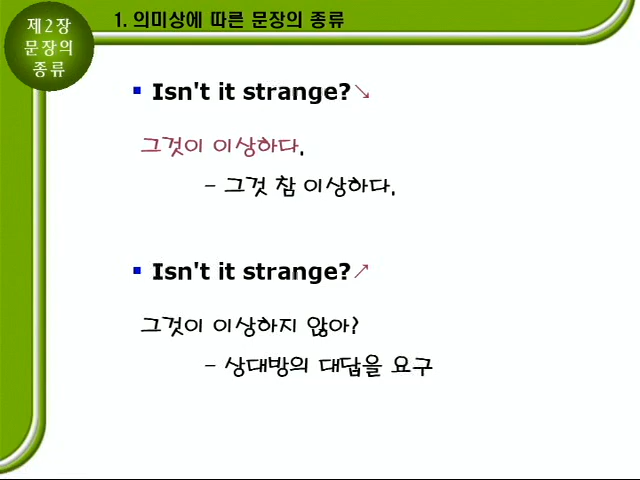 제2장
문장의
종류
1. 의미상에 따른 문장의 종류
▪ Isn't it strange?↘
그것이 이상하다.
– 그것 참 이상하다.
▪ Isn't it strange?↗
그것이 이상하지 않아?
– 상대방의 대답을 요구